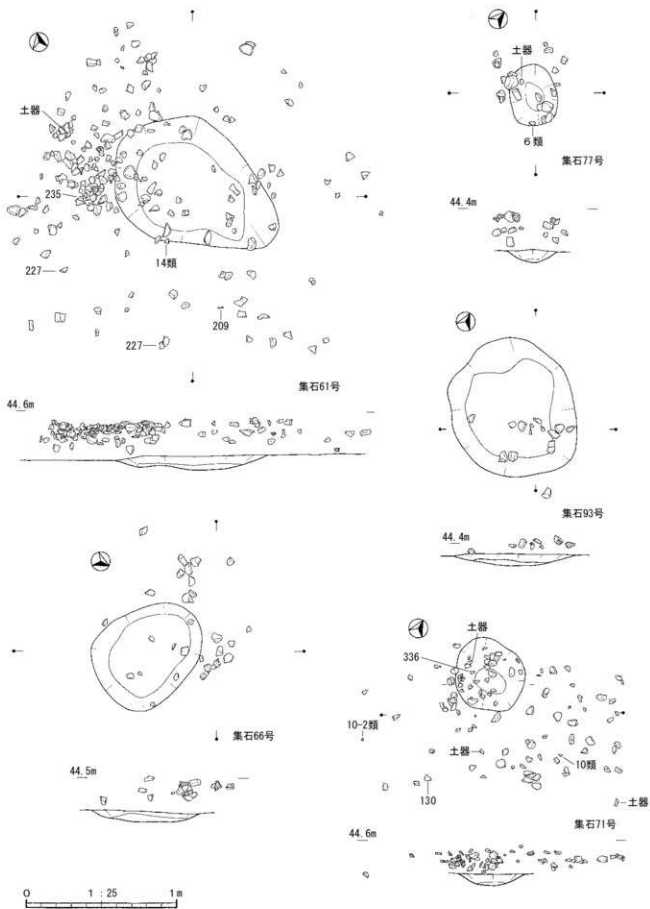 土器
235
227
14類
209
227
集石61号
44.6m
土器
6類
集石77号
44.4m
集石93号
44.4m
集石66号
44.5m
土器
336
10-2類
土器
10類
130
土器
集石71号
44.6m
0 1:25 1m